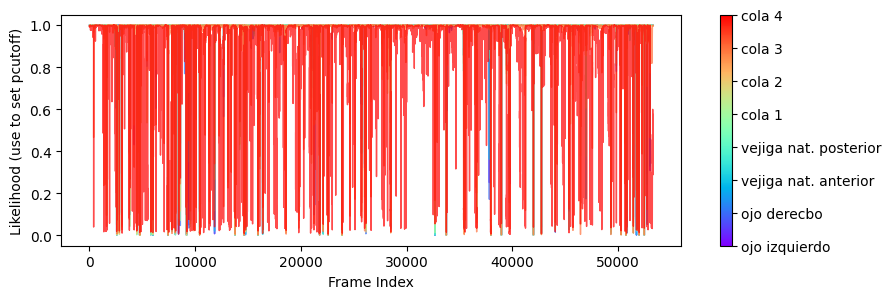 Likelihood (use to set pcutoff)
1.0
0.8
0.6
0.4
0.2
0.0
0
10000
20000
30000
40000
50000
Frame Index
cola 4
cola 3
cola 2
cola 1
vejiga nat. posterior
vejiga nat. anterior
ojo derecbo
ojo izquierdo